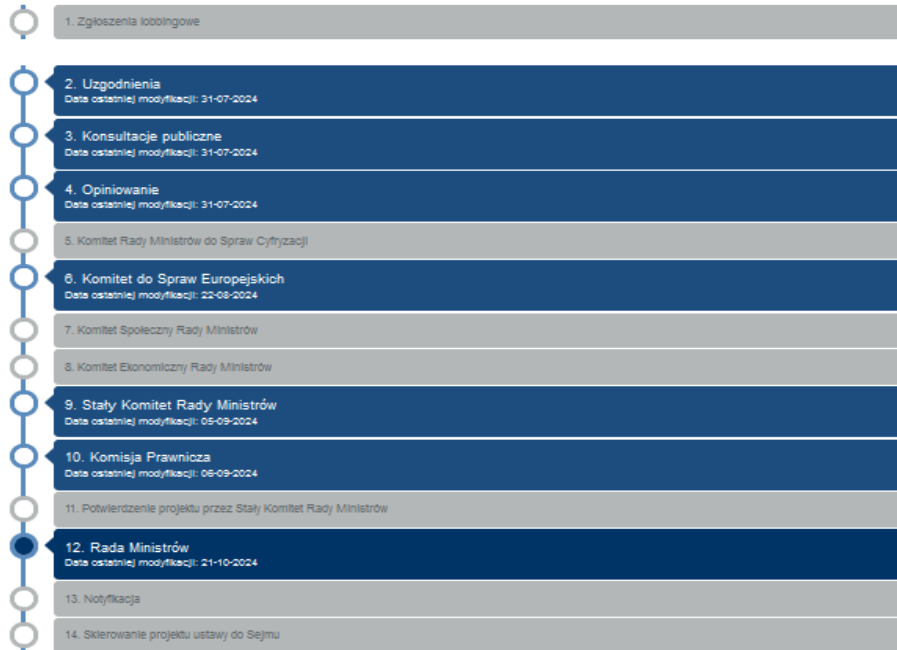 1. Zgłoszenia lobbingowe
2. Uzgodnienia
Data ostatniej modyfikacji: 31-07-2024
3. Konsultacje publiczne
Data ostatniej modyfikacji: 31-07-2024
4. Opiniowanie
Data ostatniej modyfikacji: 31-07-2024
5. Komitet Rady Ministrów do Spraw Cyfryzacji
6. Komitet do Spraw Europejskich
Data ostatniej modyfikacji: 22-08-2024
7. Komitet Społeczny Rady Ministrów
8. Komitet Ekonomiczny Rady Ministrów
9. Stały Komitet Rady Ministrów
Data ostatniej modyfikacji: 05-09-2024
10. Komisja Prawnicza
Data ostatniej modyfikacji: 06-09-2024
11. Potwierdzenie projektu przez Stały Komitet Rady Ministrów
12. Rada Ministrów
Data ostatniej modyfikacji: 21-10-2024
13. Notyfikacja
14. Skierowanie projektu ustawy do Sejmu